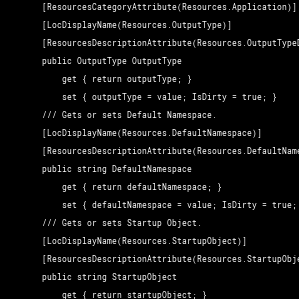 [ResourcesCategoryAttribute(Resources.Application)]
[LocDisplayName(Resources.OutputType)]
[ResourcesDescriptionAttribute(Resources.OutputTypeD
public OutputType OutputType
get { return outputType; }
set { outputType = value; IsDirty = true; }
/// Gets or sets Default Namespace.
[LocDisplayName(Resources.DefaultNamespace)]
[ResourcesDescriptionAttribute(Resources.DefaultName
public string DefaultNamespace
get { return defaultNamespace; }
set { defaultNamespace = value; IsDirty = true;
/// Gets or sets Startup Object.
[LocDisplayName(Resources.StartupObject)]
[ResourcesDescriptionAttribute(Resources.StartupObje
public string StartupObject
get { return startupObject; }